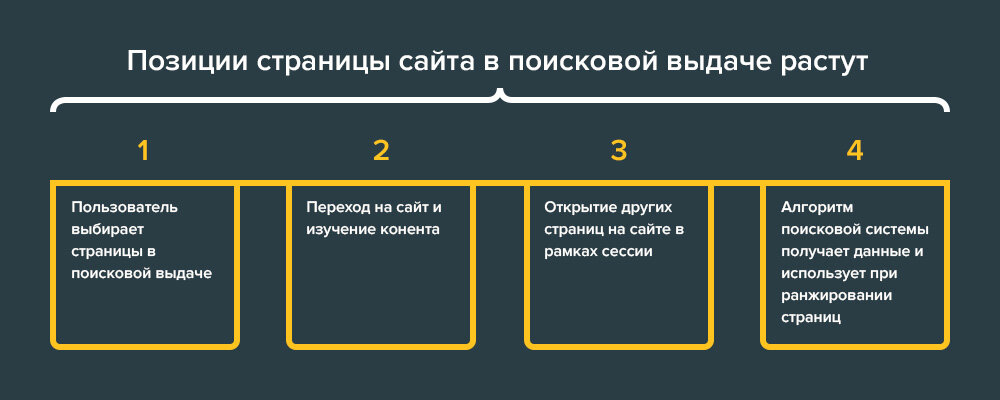 Позиции страницы сайта в поисковой выдаче растут
1
Пользователь
выбирает
страницы в
поисковой выдаче
2
Переход на сайт и
изучение конента
3
Открытие других
страниц на сайте в
рамках сессии
4
Алгоритм
поисковой системы
получает данные и
использует при
ранжировании
страниц